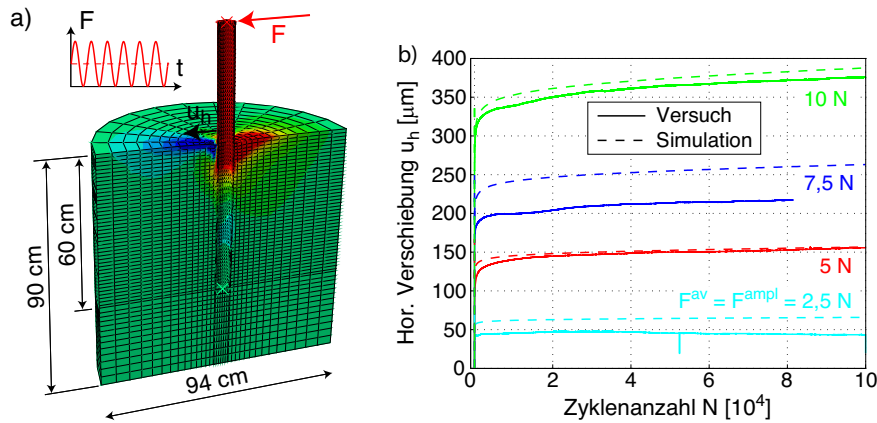 a)
F
t
F
u_h
60 cm
90 cm
94 cm
b)
Hor. Verschiebung u_h [μm]
400
350
300
250
200
150
100
50
0
10 N
Versuch
Simulation
7,5 N
5 N
F^av = F^ampl = 2,5 N
0 2 4 6 8 10
Zyklenanzahl N [10^4]